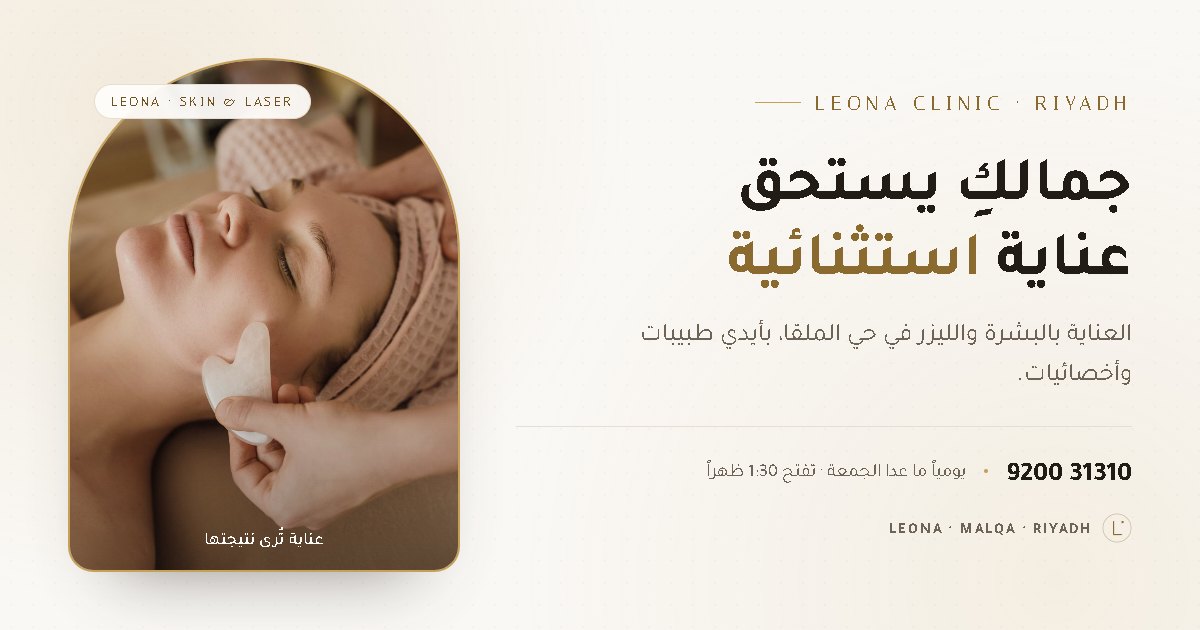 LEONA · SKIN & LASER
LEONA CLINIC · RIYADH
جمالكِ يستحق
عناية استثنائية
العناية بالبشرة والليزر في حي الملقا، بأيدي طبيبات
وأخصائيات.
9200 31310 • يومياً ما عدا الجمعة · تفتح 1:30 ظهراً
LEONA · MALQA · RIYADH
عناية تُرى نتيجتها